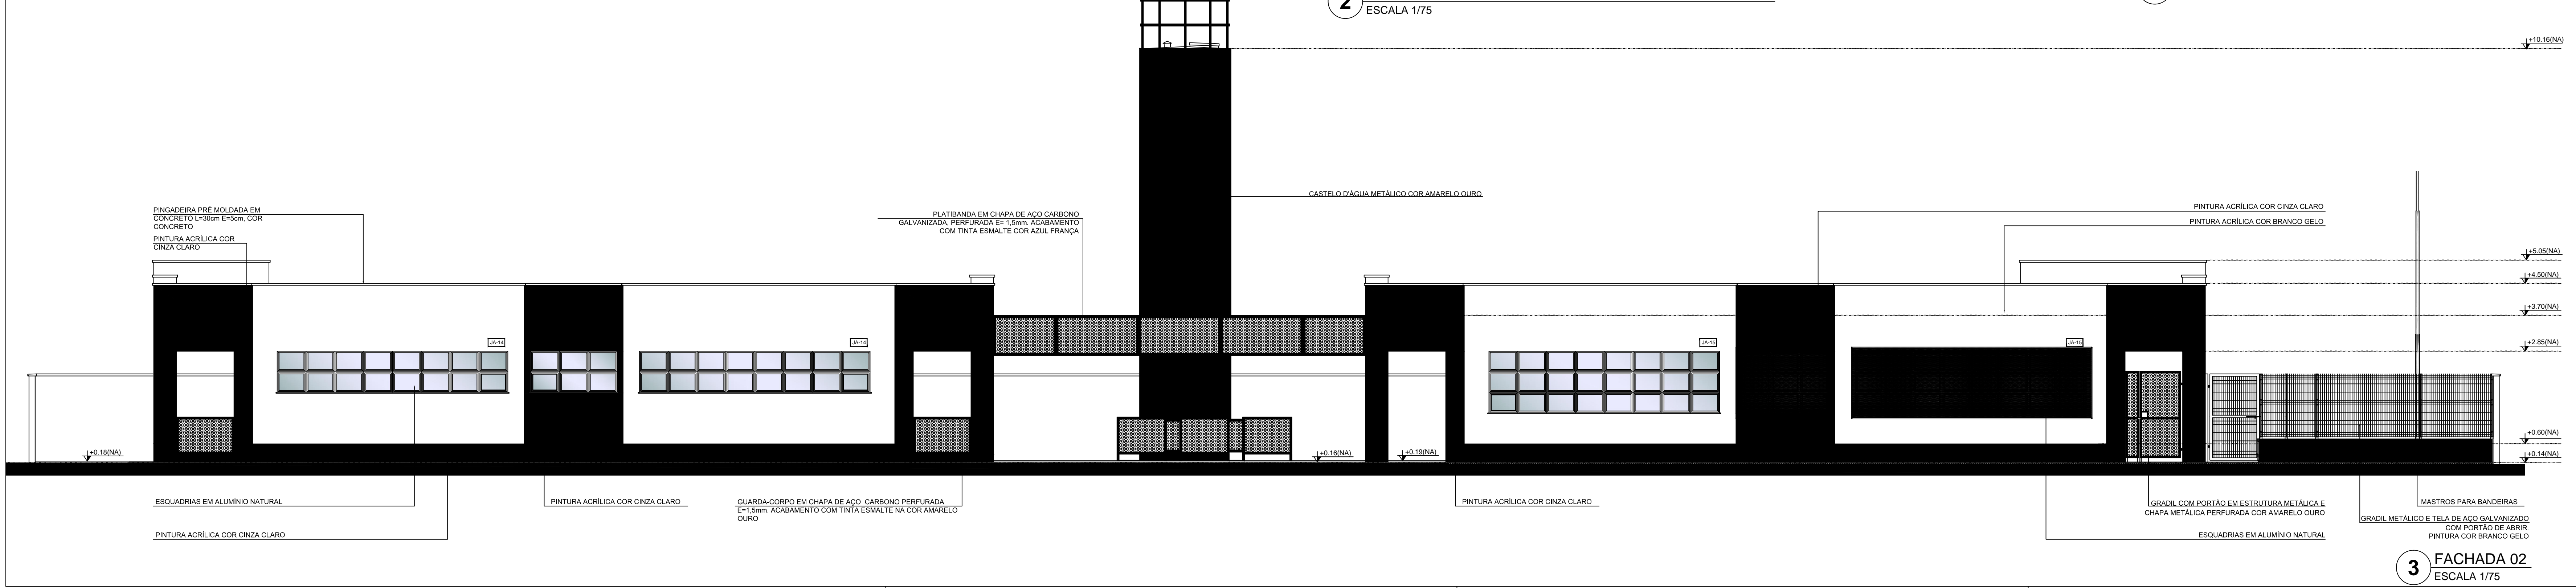 2
ESCALA 1/75
+10.16(NA)
CASTELO D'ÁGUA METÁLICO COR AMARELO OURO
PINGADEIRA PRÉ MOLDADA EM
CONCRETO L=30cm E=5cm, COR
CONCRETO
PINTURA ACRÍLICA COR
CINZA CLARO
PLATIBANDA EM CHAPA DE AÇO CARBONO
GALVANIZADA, PERFURADA E= 1,5mm. ACABAMENTO
COM TINTA ESMALTE COR AZUL FRANÇA
PINTURA ACRÍLICA COR CINZA CLARO
PINTURA ACRÍLICA COR BRANCO GELO
+5.05(NA)
+4.50(NA)
+3.70(NA)
JA-14
JA-14
JA-15
JA-15
+2.85(NA)
+0.60(NA)
+0.18(NA)
+0.16(NA)
+0.19(NA)
+0.14(NA)
ESQUADRIAS EM ALUMÍNIO NATURAL
PINTURA ACRÍLICA COR CINZA CLARO
GUARDA-CORPO EM CHAPA DE AÇO CARBONO PERFURADA
E=1,5mm. ACABAMENTO COM TINTA ESMALTE NA COR AMARELO
OURO
PINTURA ACRÍLICA COR CINZA CLARO
GRADIL COM PORTÃO EM ESTRUTURA METÁLICA E
CHAPA METÁLICA PERFURADA COR AMARELO OURO
MASTROS PARA BANDEIRAS
GRADIL METÁLICO E TELA DE AÇO GALVANIZADO
COM PORTÃO DE ABRIR.
PINTURA COR BRANCO GELO
PINTURA ACRÍLICA COR CINZA CLARO
ESQUADRIAS EM ALUMÍNIO NATURAL
3
FACHADA 02
ESCALA 1/75